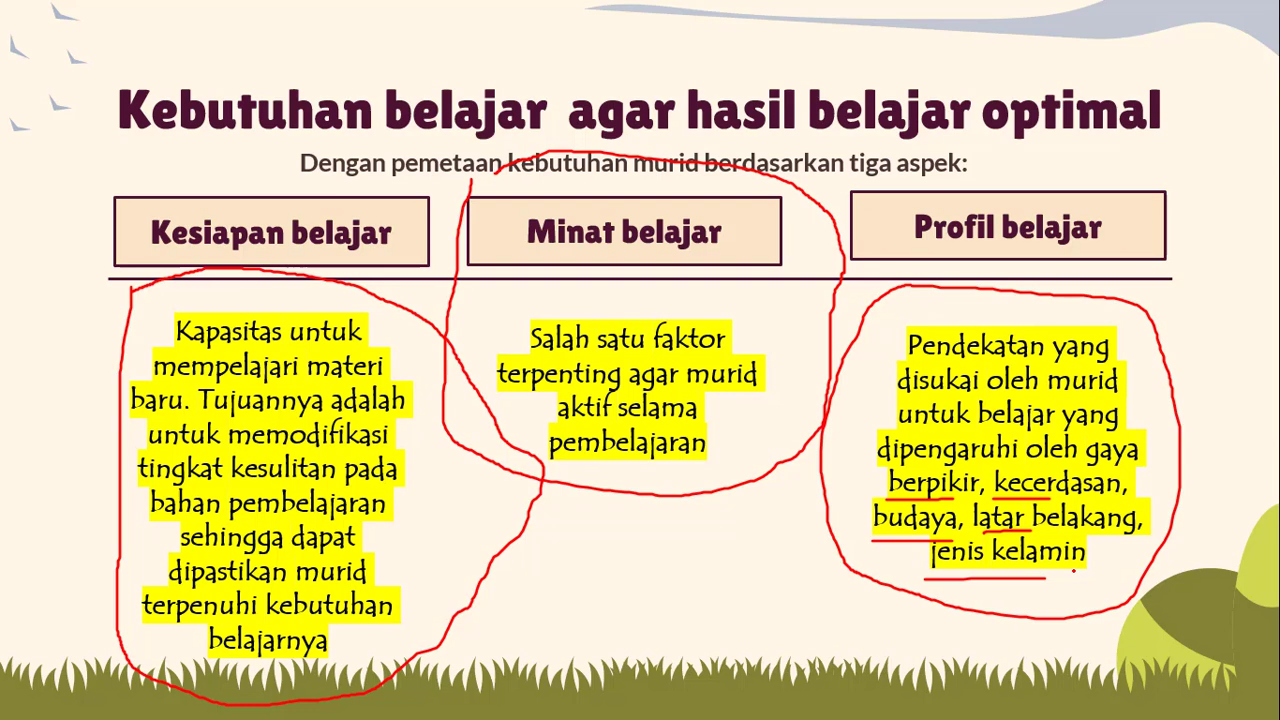 Kebutuhan belajar agar hasil belajar optimal
Dengan pemetaan kebutuhan murid berdasarkan tiga aspek:
Kesiapan belajar
Kapasitas untuk
mempelajari materi
baru. Tujuannya adalah
untuk memodifikasi
tingkat kesulitan pada
bahan pembelajaran
sehingga dapat
dipastikan murid
terpenuhi kebutuhan
belajarnya
Minat belajar
Salah satu faktor
terpenting agar murid
aktif selama
pembelajaran
Profil belajar
Pendekatan yang
disukai oleh murid
untuk belajar yang
dipengaruhi oleh gaya
berpikir, kecerdasan,
budaya, latar belakang,
jenis kelamin